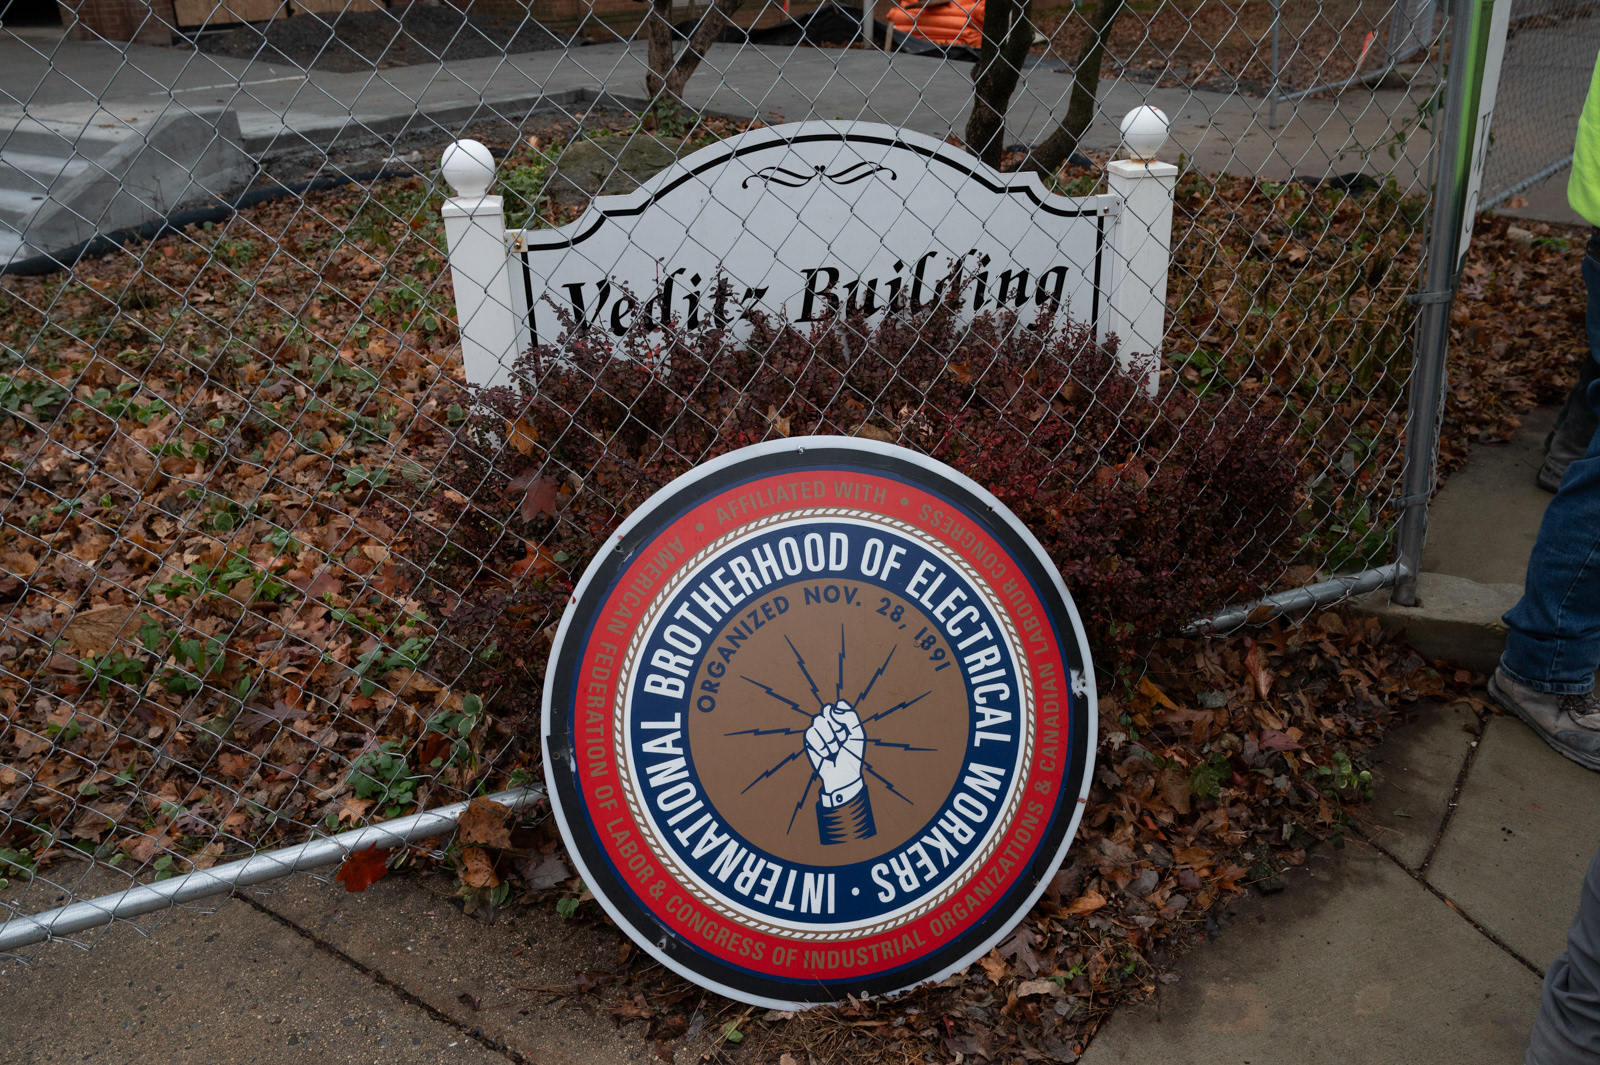 Veditz Building
AFFILIATED WITH
AMERICAN FEDERATION OF LABOR & CONGRESS OF INDUSTRIAL ORGANIZATIONS & CANADIAN LABOUR CONGRESS
INTERNATIONAL BROTHERHOOD OF ELECTRICAL WORKERS
ORGANIZED NOV. 28, 1891